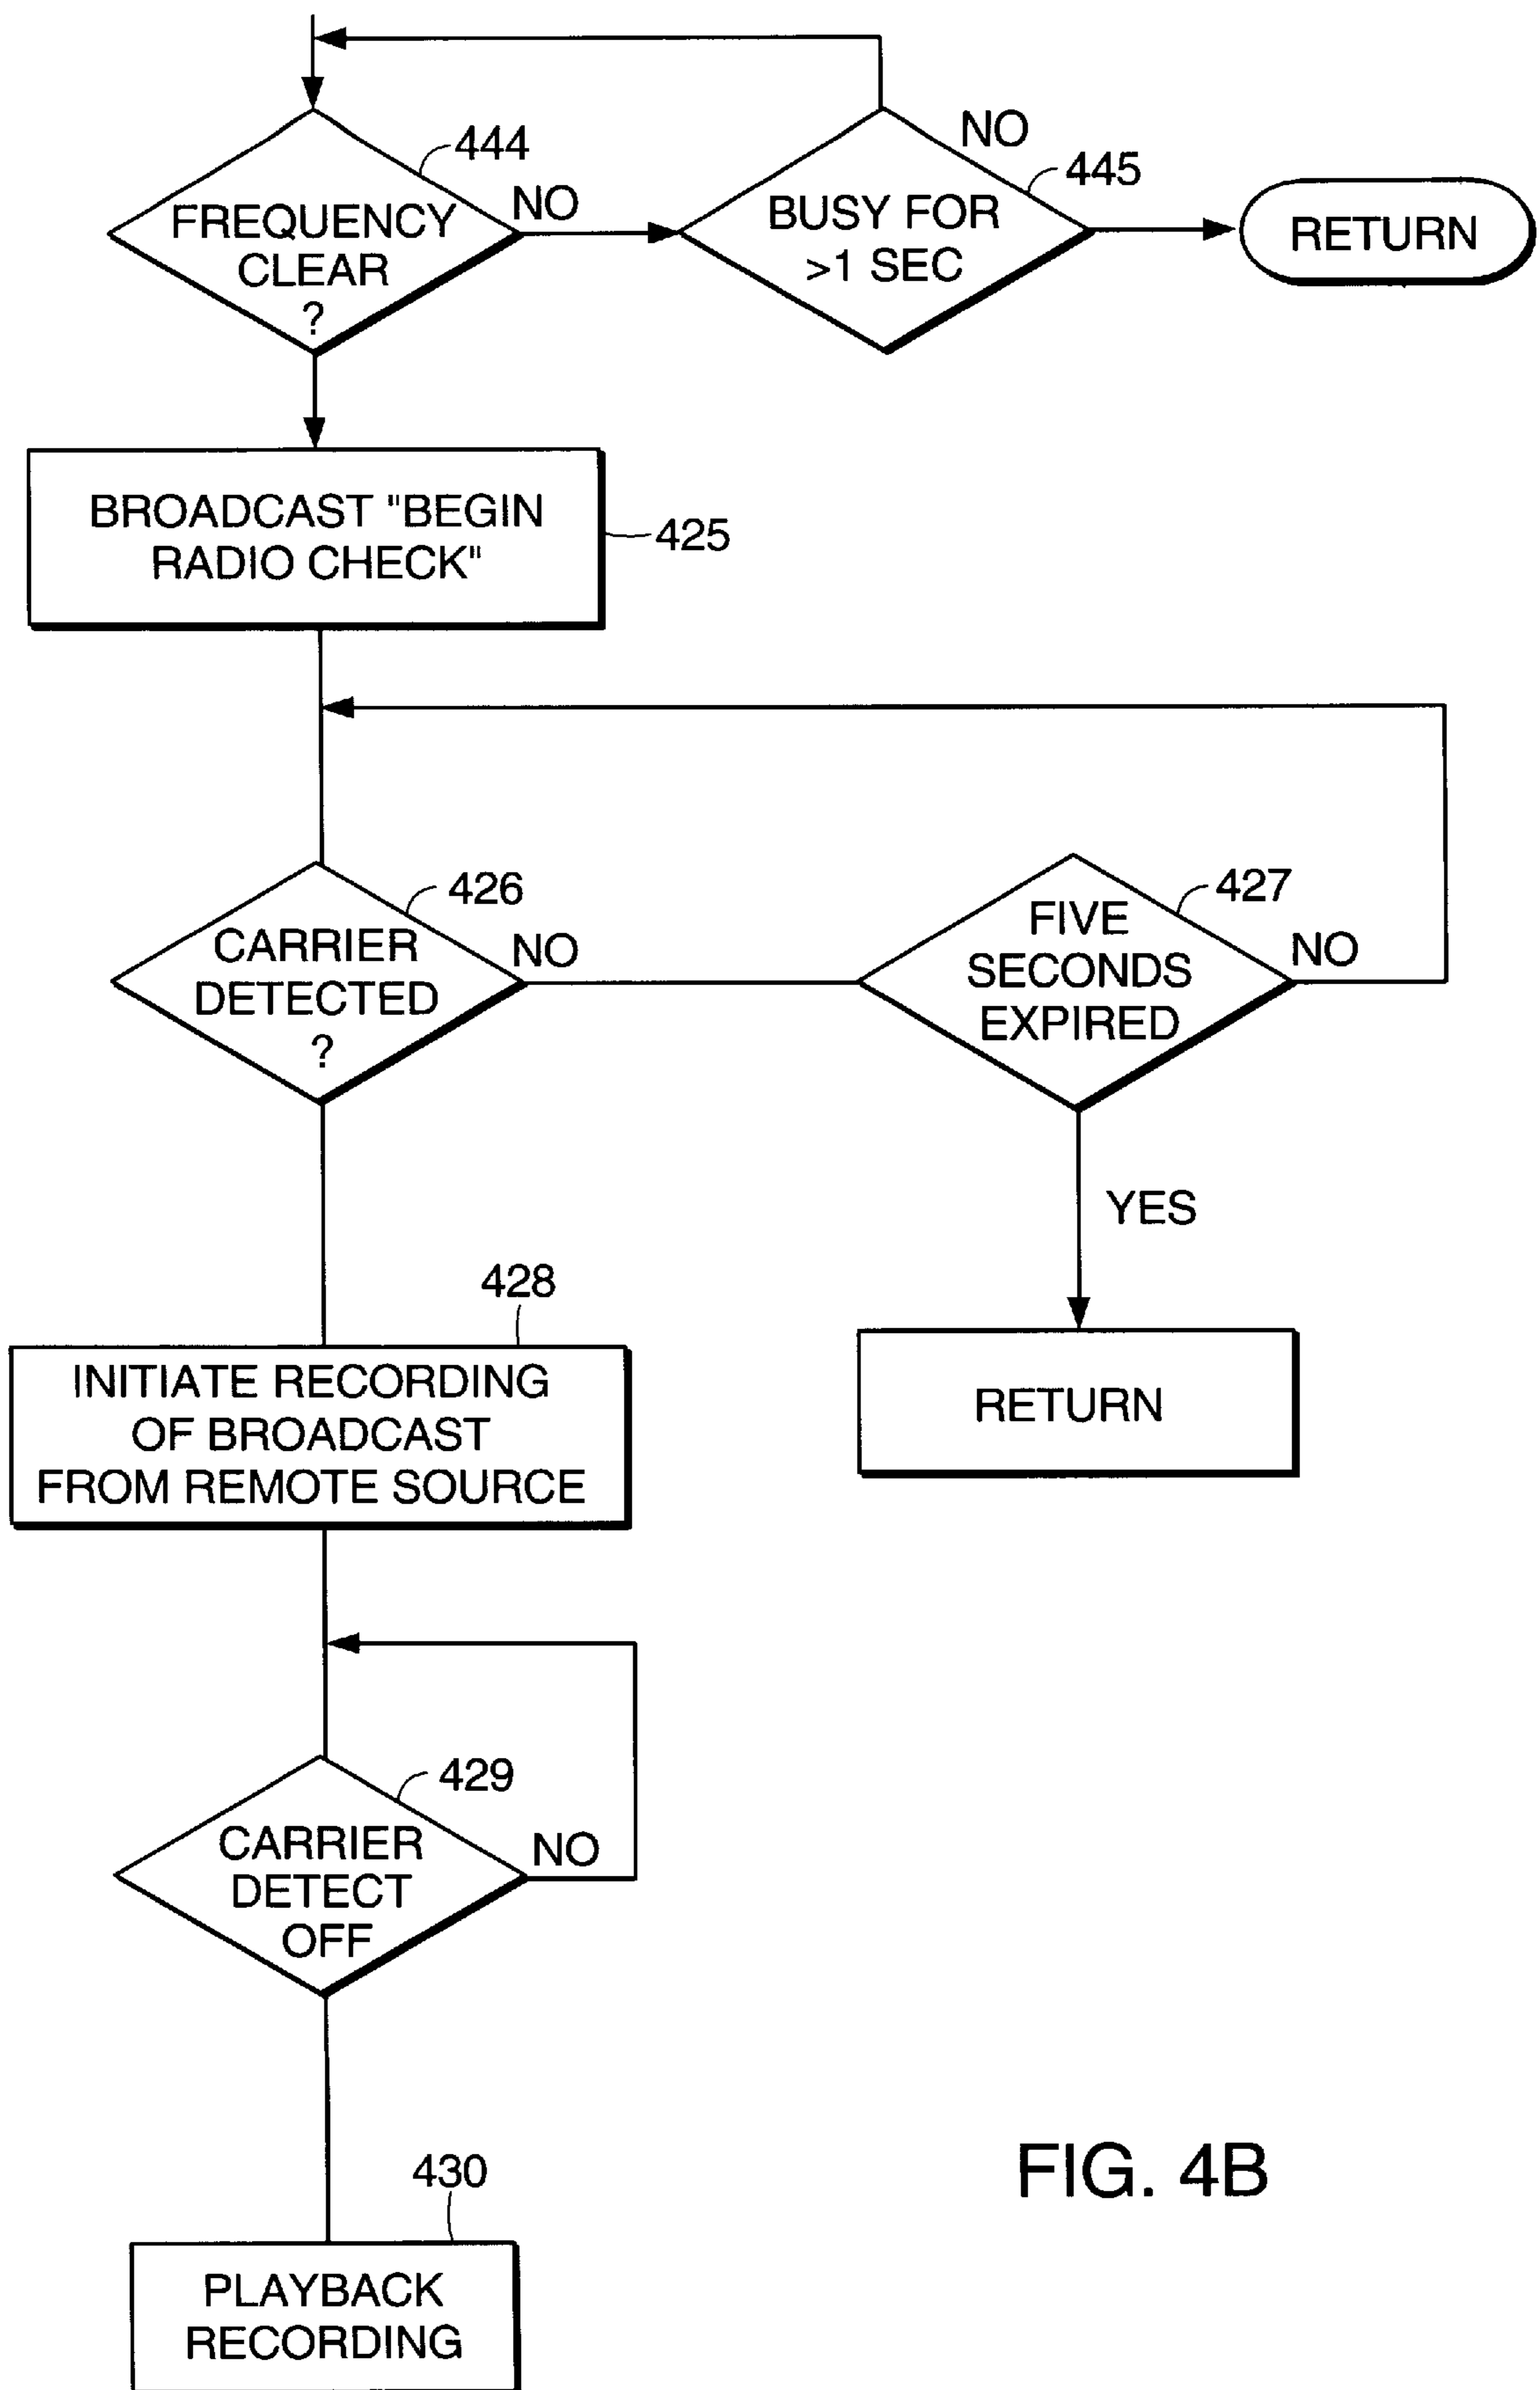 444
NO
FREQUENCY
CLEAR
?
NO
445
BUSY FOR
>1 SEC
RETURN
BROADCAST "BEGIN
RADIO CHECK"
425
426
CARRIER
DETECTED
?
NO
427
FIVE
SECONDS
EXPIRED
NO
YES
RETURN
428
INITIATE RECORDING
OF BROADCAST
FROM REMOTE SOURCE
429
CARRIER
DETECT
OFF
NO
430
PLAYBACK
RECORDING
FIG. 4B